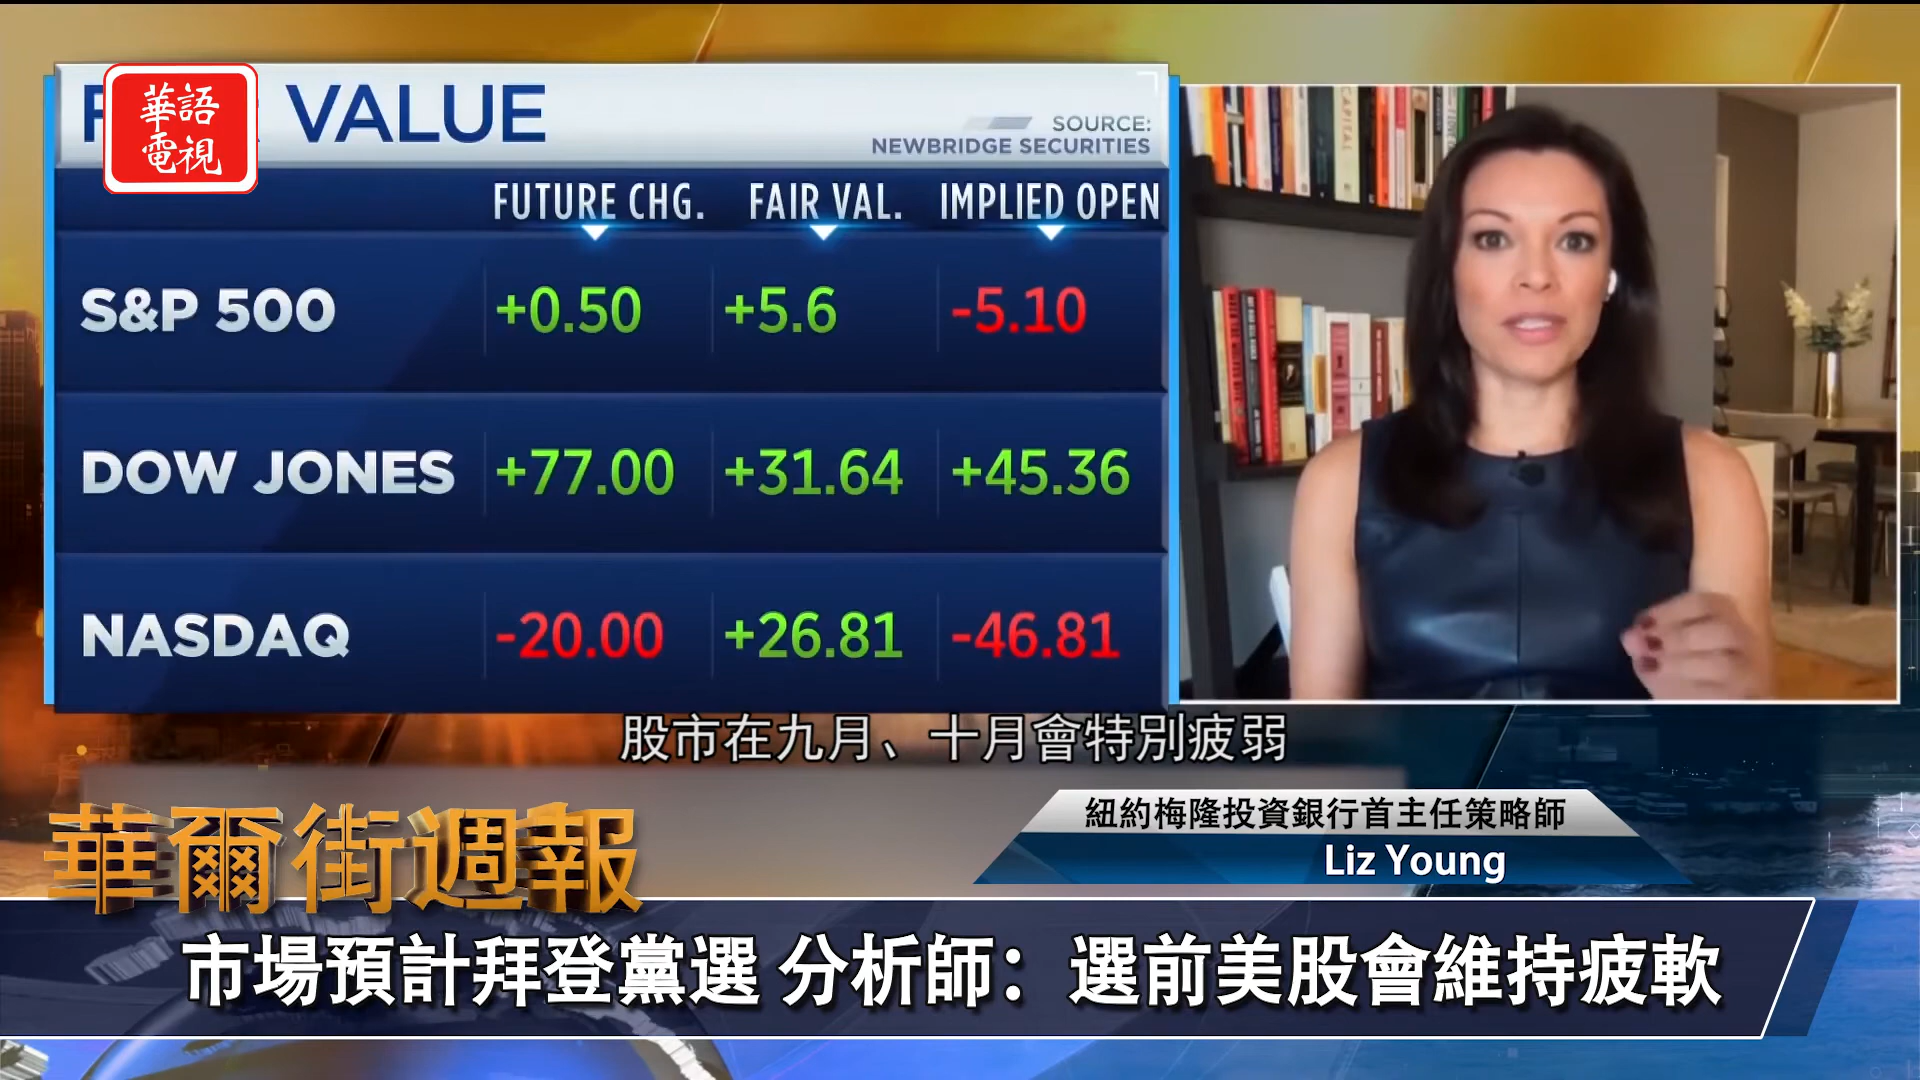 華語
電視
VALUE
SOURCE:
NEWBRIDGE SECURITIES
FUTURE CHG. FAIR VAL. IMPLIED OPEN
S&P 500 +0.50 +5.6 -5.10
DOW JONES +77.00 +31.64 +45.36
NASDAQ -20.00 +26.81 -46.81
CAPITAL
股市在九月、十月會特別疲弱
華爾街週報
紐約梅隆投資銀行首主任策略師
Liz Young
市場預計拜登黨選 分析師：選前美股會維持疲軟